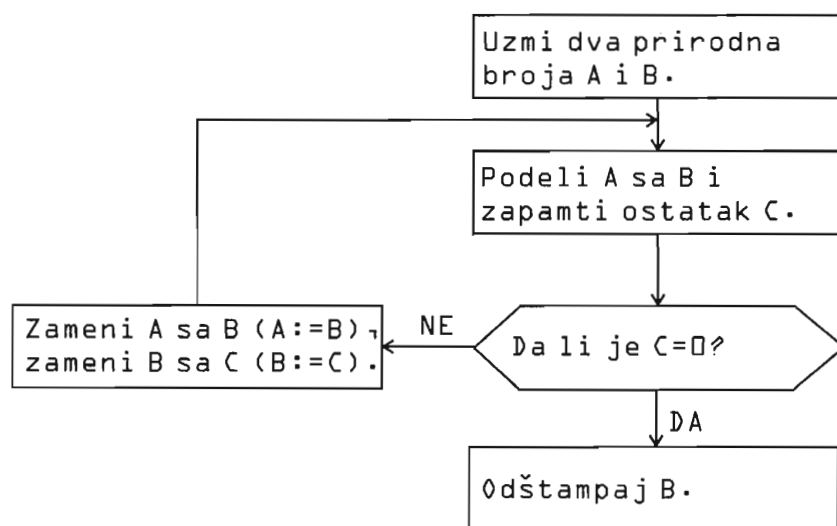 Uzmi dva prirodna
broja A i B.
Podeli A sa B i
zapamti ostatak C.
Da li je C=0?
NE
Zameni A sa B (A:=B),
zameni B sa C (B:=C).
DA
Odštampaj B.